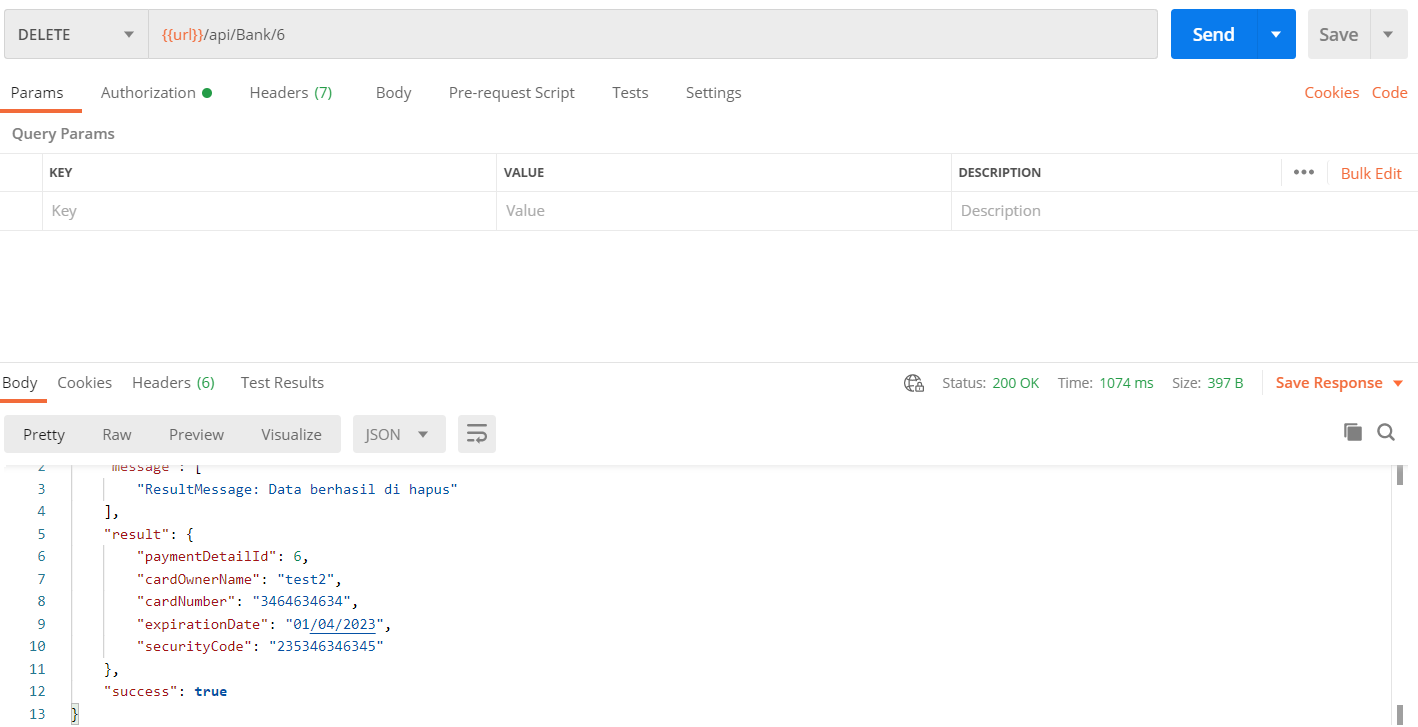 DELETE {{url}}/api/Bank/6 Send Save
Params Authorization Headers (7) Body Pre-request Script Tests Settings Cookies Code
Query Params
KEY VALUE DESCRIPTION ••• Bulk Edit
Key Value Description
Body Cookies Headers (6) Test Results Status: 200 OK Time: 1074 ms Size: 397 B Save Response
Pretty Raw Preview Visualize JSON
2 "message": [
3 "ResultMessage: Data berhasil di hapus"
4 ],
5 "result": {
6 "paymentDetailId": 6,
7 "cardOwnerName": "test2",
8 "cardNumber": "3464634634",
9 "expirationDate": "01/04/2023",
10 "securityCode": "235346346345"
11 },
12 "success": true
13 }